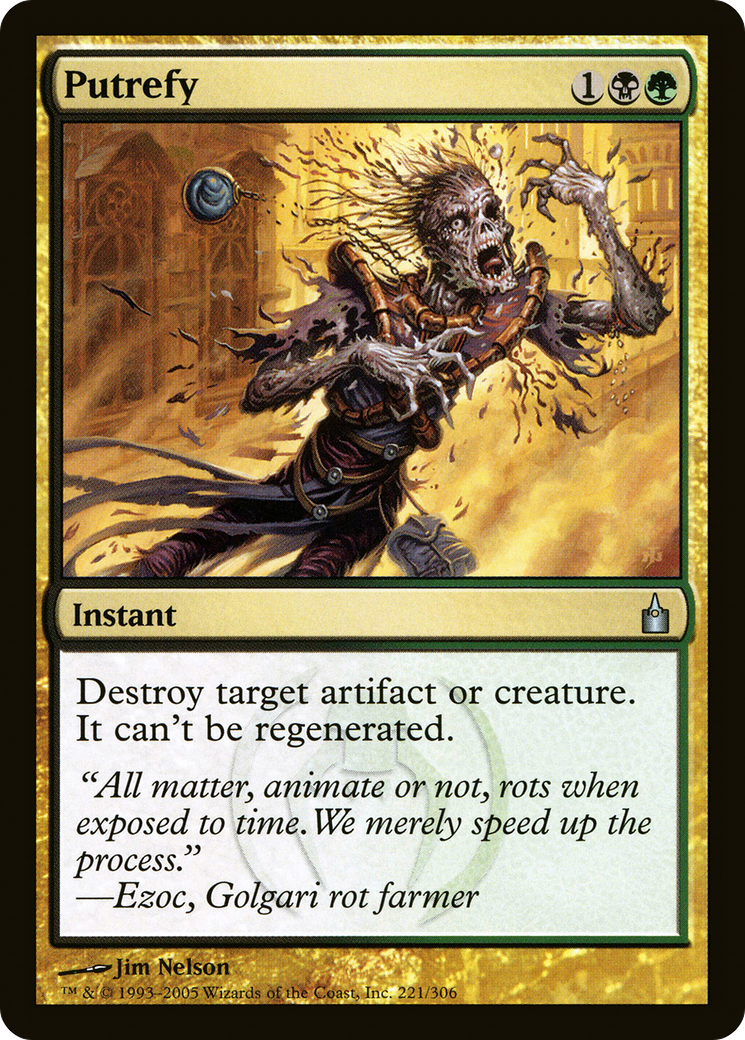 Putrefy 1
Instant
Destroy target artifact or creature.
It can't be regenerated.
“All matter, animate or not, rots when
exposed to time. We merely speed up the
process.”
—Ezoc, Golgari rot farmer
Jim Nelson
™ & © 1993–2005 Wizards of the Coast, Inc. 221/306